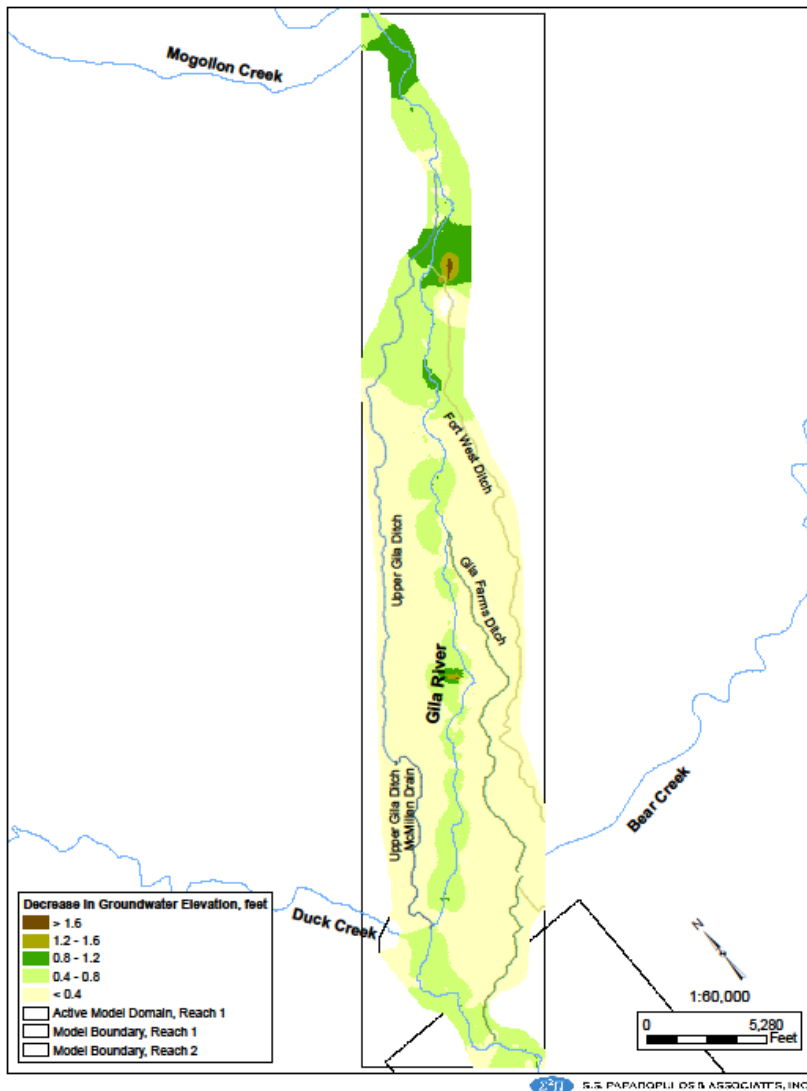 Mogollon Creek
Fort West Ditch
Upper Gila Ditch
Gila Farms Ditch
Gila River
Upper Gila Ditch
McMillen Drain
Bear Creek
Duck Creek
Decrease in Groundwater Elevation, feet
> 1.6
1.2 - 1.6
0.8 - 1.2
0.4 - 0.8
< 0.4
Active Model Domain, Reach 1
Model Boundary, Reach 1
Model Boundary, Reach 2
N
1:60,000
0 5,280
Feet
S.S. PAPADOPULOS & ASSOCIATES, INC